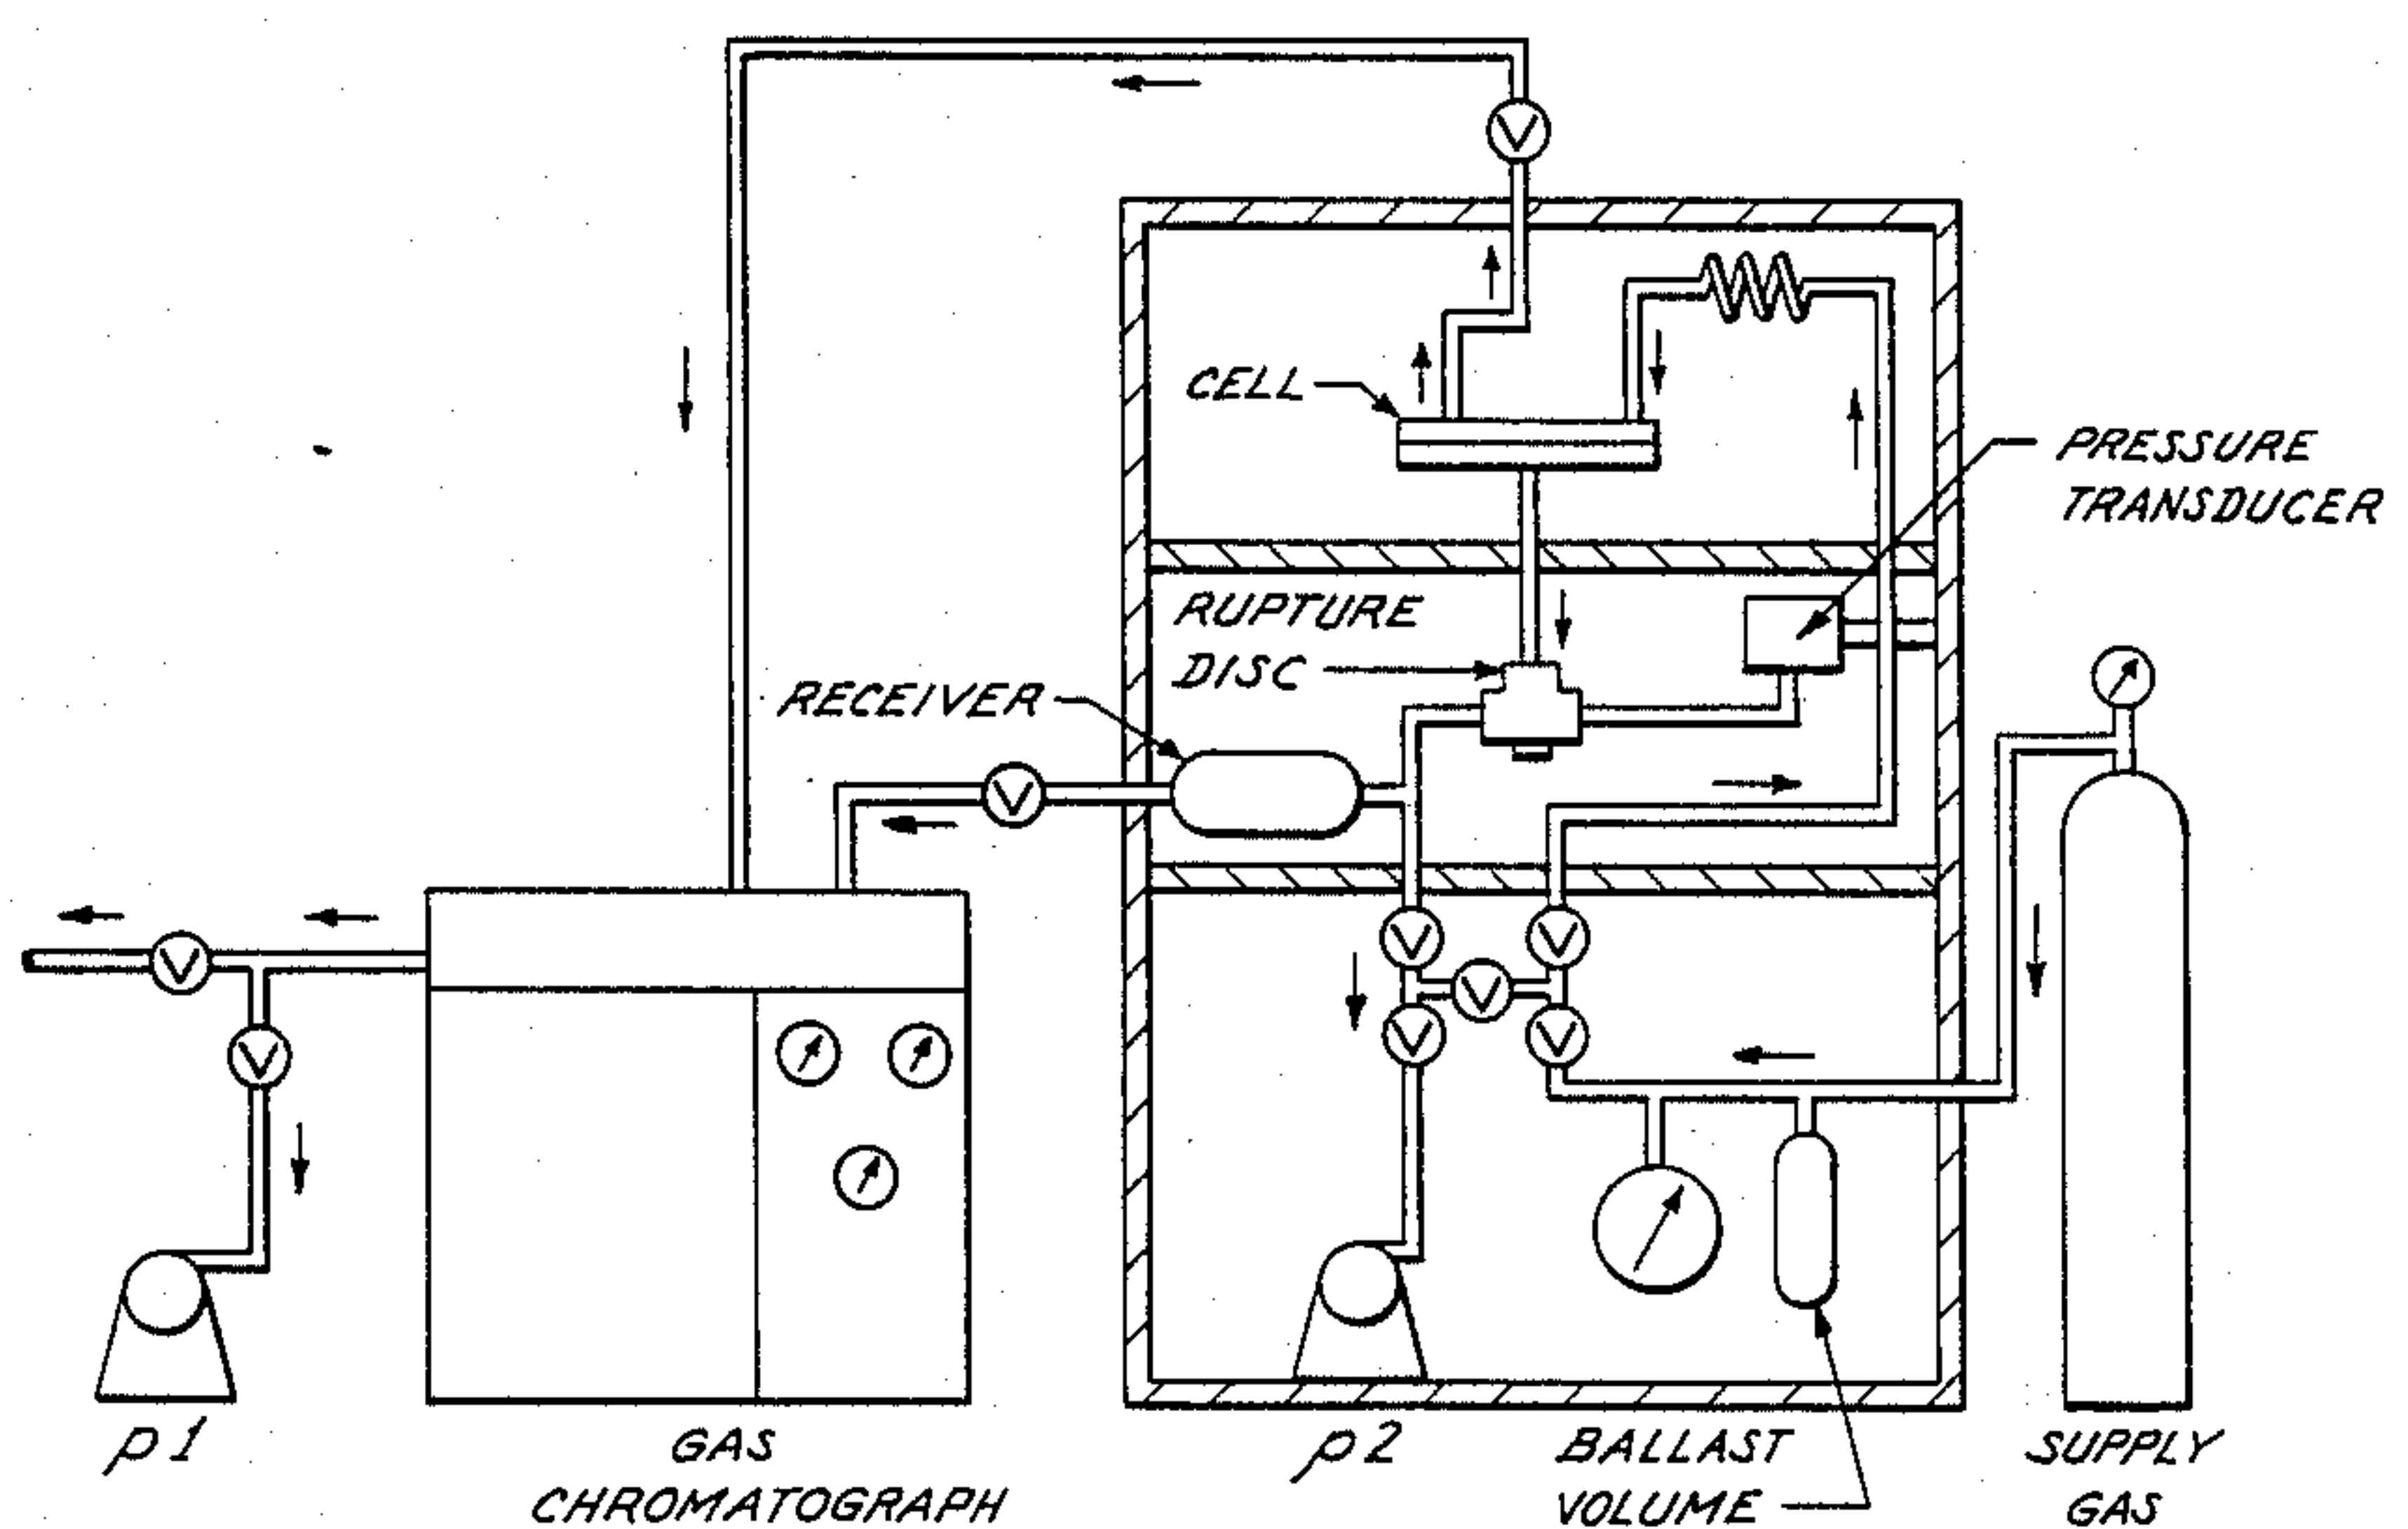 V
CELL
PRESSURE
TRANSDUCER
RUPTURE
DISC
RECEIVER
V
V
V
V
V
V
V
V
p1
GAS
CHROMATOGRAPH
p2
BALLAST
VOLUME
SUPPLY
GAS